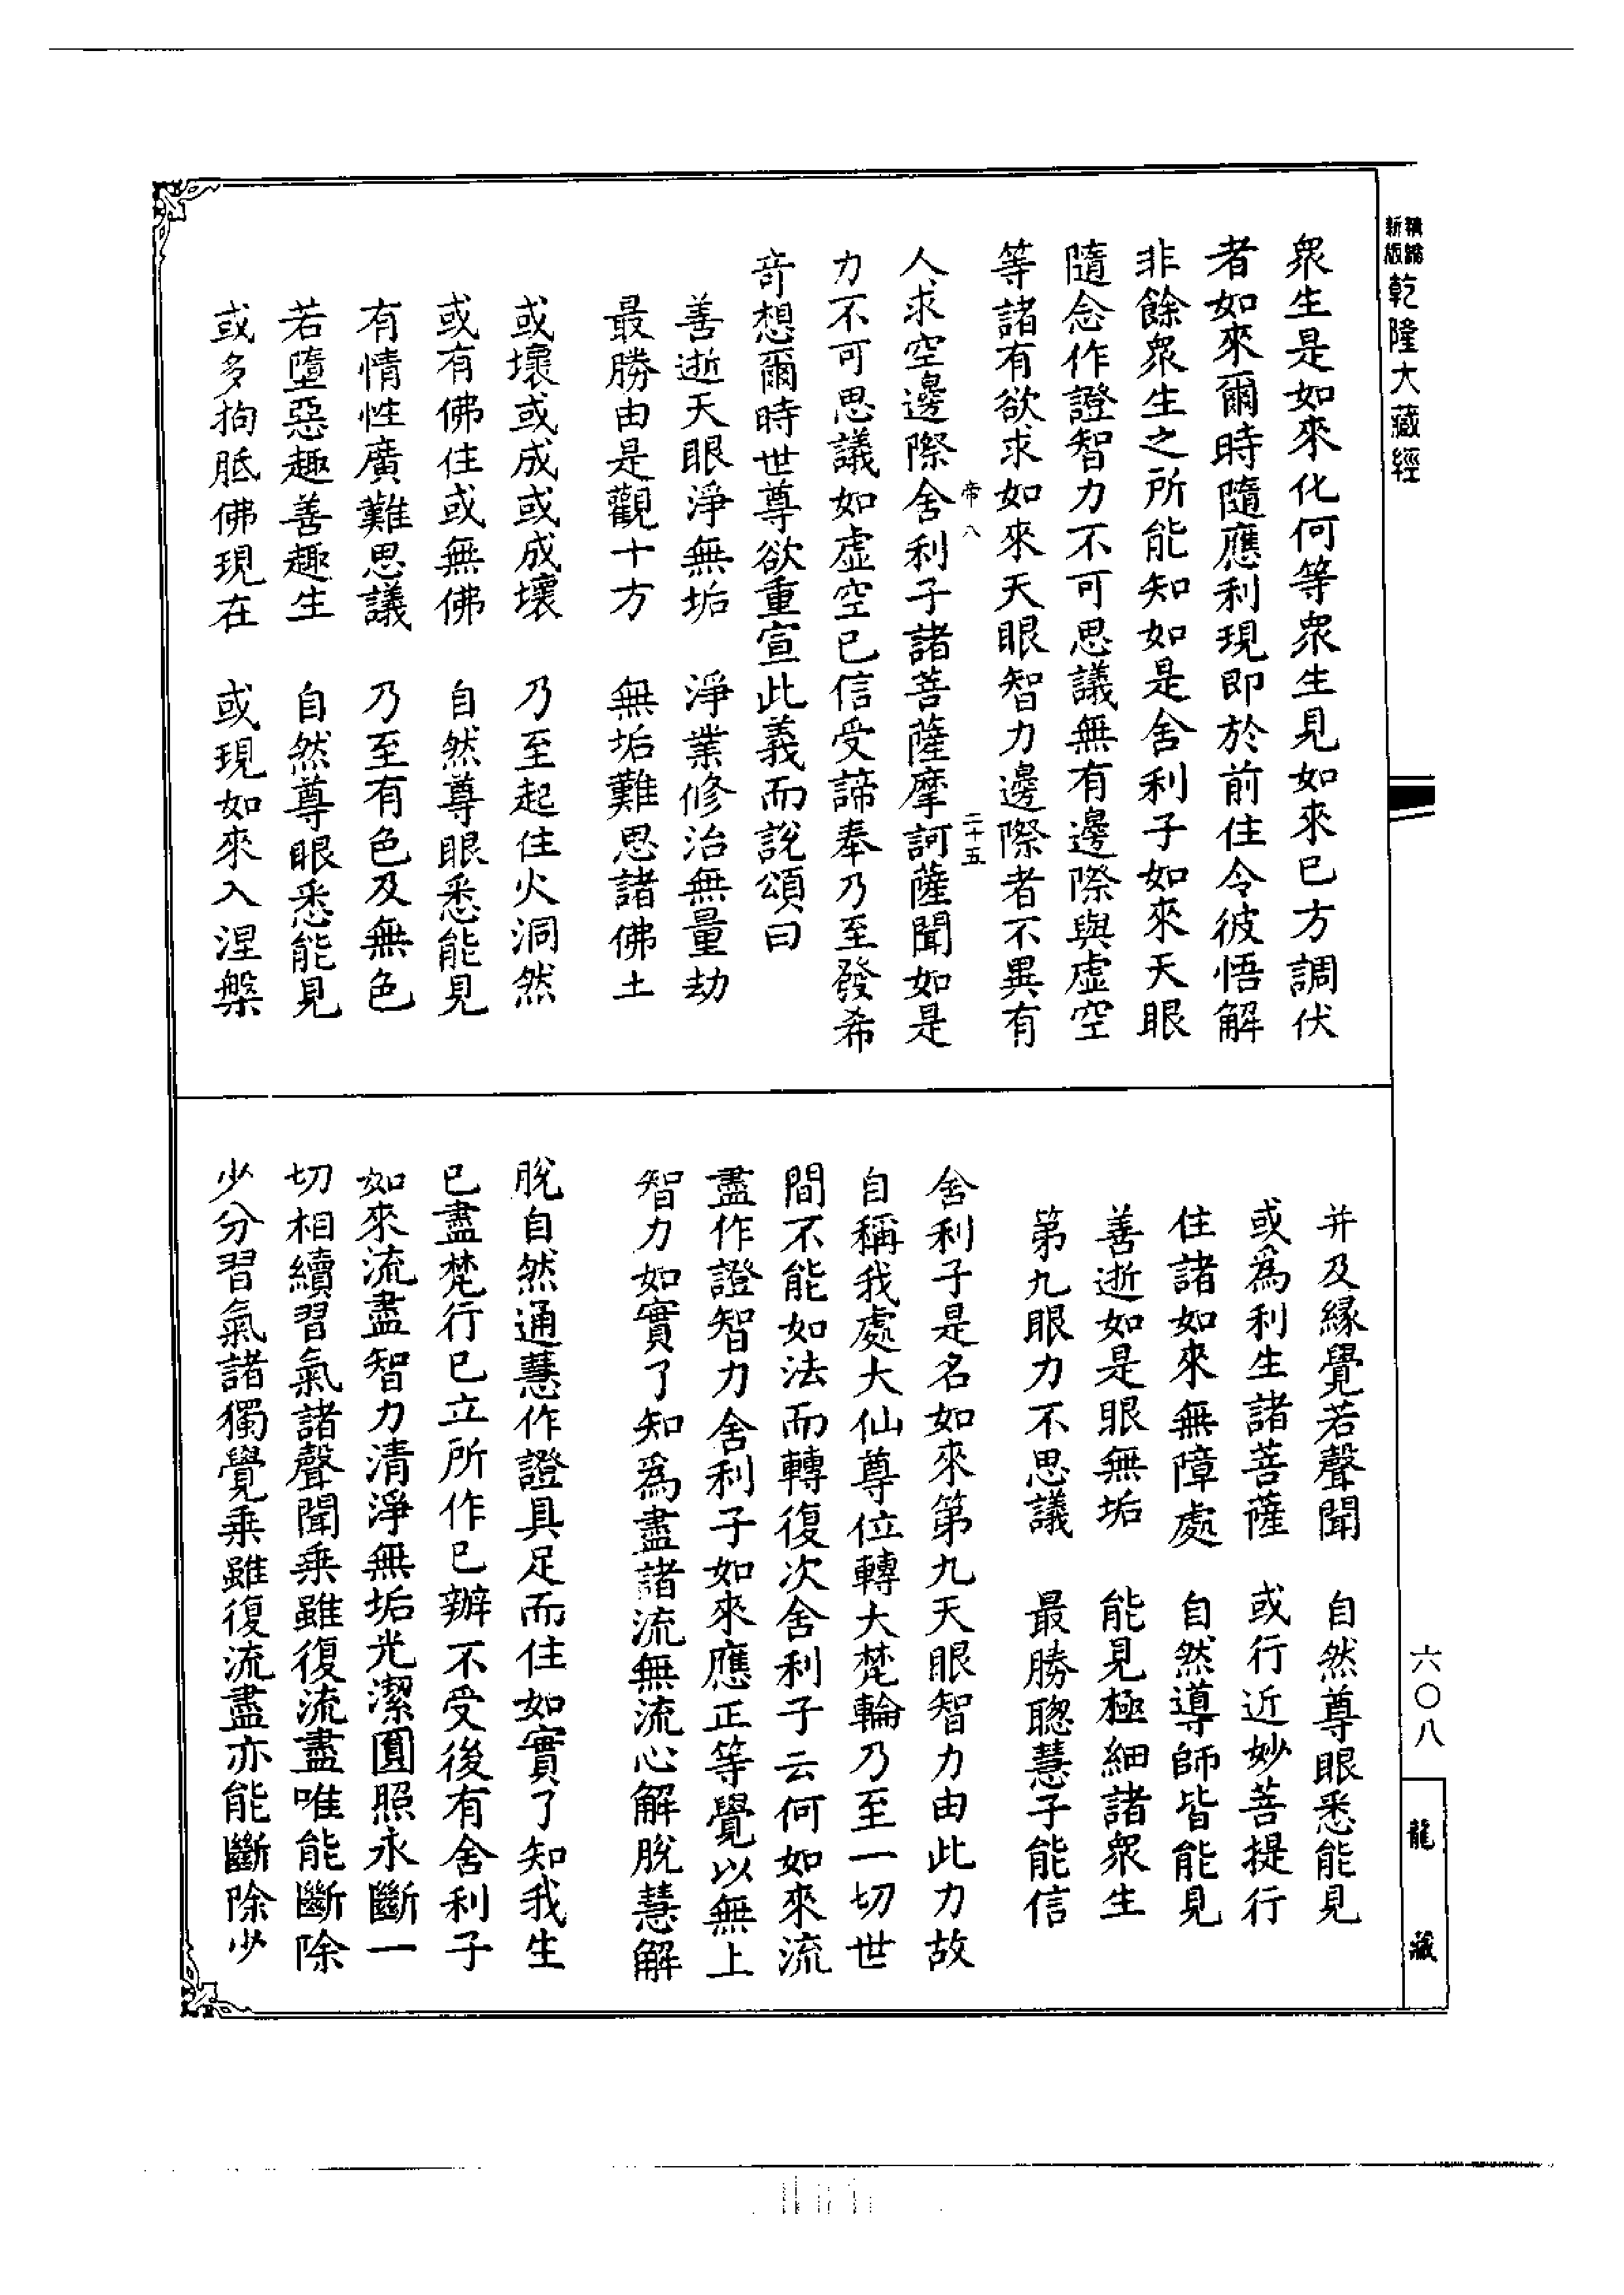 精縮新版
乾隆大藏經
衆生是如來化何等衆生見如來已方調伏
者如來爾時隨應利現即於前住令彼悟解
非餘衆生之所能知如是舍利子如來天眼
隨念作證智力不可思議無有邊際與虛空
等諸有欲求如來天眼智力邊際者不異有
帝八
二十五
人求空邊際舍利子諸菩薩摩訶薩聞如是
力不可思議如虛空已信受諦奉乃至發希
奇想爾時世尊欲重宣此義而說頌曰
善逝天眼淨無垢 淨業修治無量劫
最勝由是觀十方 無垢難思諸佛土
或壞或成或成壞 乃至起住火洞然
或有佛住或無佛 自然尊眼悉能見
有情性廣難思議 乃至有色及無色
若墮惡趣善趣生 自然尊眼悉能見
或多拘胝佛現在 或現如來入涅槃
并及緣覺若聲聞 自然尊眼悉能見
或為利生諸菩薩 或行近妙菩提行
住諸如來無障處 自然導師皆能見
善逝如是眼無垢 能見極細諸衆生
第九眼力不思議 最勝聰慧子能信
舍利子是名如來第九天眼智力由此力故
自稱我處大仙尊位轉大梵輪乃至一切世
間不能如法而轉復次舍利子云何如來流
盡作證智力舍利子如來應正等覺以無上
智力如實了知為盡諸流無流心解脫慧解
脫自然通慧作證具足而住如實了知我生
已盡梵行已立所作已辦不受後有舍利子
如來流盡智力清淨無垢光潔圓照永斷一
切相續習氣諸聲聞乘雖復流盡唯能斷除
少分習氣諸獨覺乘雖復流盡亦能斷除少
六〇八
龍藏